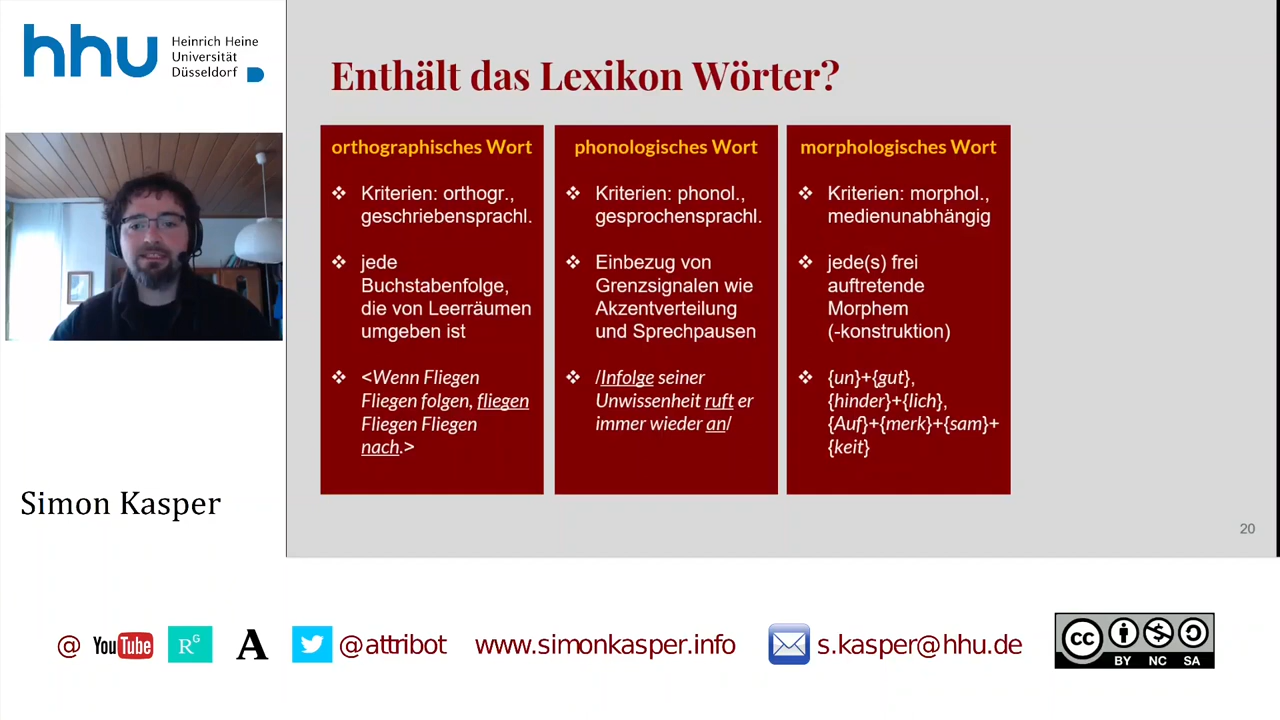 hhu
Heinrich Heine
Universität
Düsseldorf
Enthält das Lexikon Wörter?
orthographisches Wort
❖ Kriterien: orthogr.,
geschriebensprachl.
❖ jede
Buchstabenfolge,
die von Leerräumen
umgeben ist
❖ <Wenn Fliegen
Fliegen folgen, fliegen
Fliegen Fliegen
nach.>
phonologisches Wort
❖ Kriterien: phonol.,
gesprochensprachl.
❖ Einbezug von
Grenzsignalen wie
Akzentverteilung
und Sprechpausen
❖ /Infolge seiner
Unwissenheit ruft er
immer wieder an/
morphologisches Wort
❖ Kriterien: morphol.,
medienunabhängig
❖ jede(s) frei
auftretende
Morphem
(-konstruktion)
❖ {un}+{gut},
{hinder}+{lich},
{Auf}+{merk}+{sam}+
{keit}
20
Simon Kasper
@ YouTube RG A @attribot www.simonkasper.info s.kasper@hhu.de
cc BY NC SA